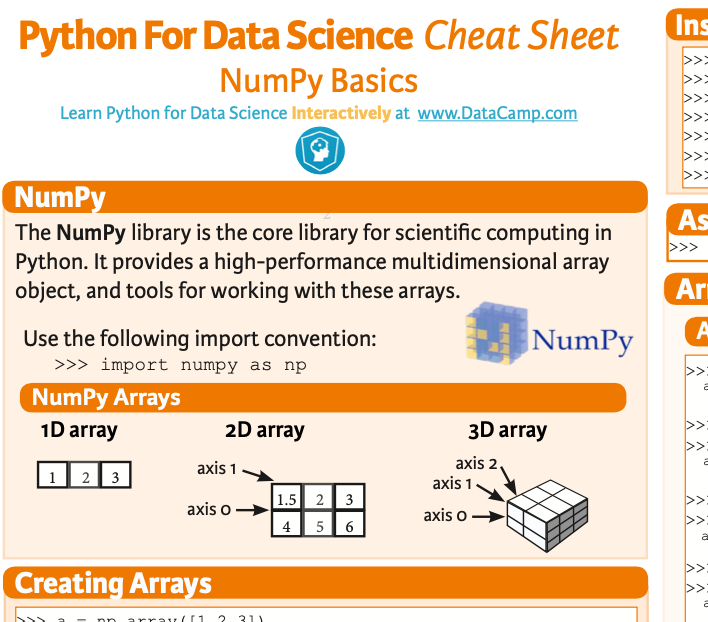 Python For Data Science Cheat Sheet
NumPy Basics
Learn Python for Data Science Interactively at www.DataCamp.com
NumPy
2
The NumPy library is the core library for scientific computing in
Python. It provides a high-performance multidimensional array
object, and tools for working with these arrays.
Use the following import convention:
>>> import numpy as np
NumPy
NumPy Arrays
1D array
2D array
3D array
1 2 3
axis 1
axis 0
1.5 2 3
4 5 6
axis 2
axis 1
axis 0
Creating Arrays
>>> a = np.array([1,2,3])
Ins
>>>
>>>
>>>
>>>
>>>
>>>
>>>
As
>>>
Ar
A
>>>
a
>>>
>>>
a
>>>
>>>
a
>>>
>>>
a